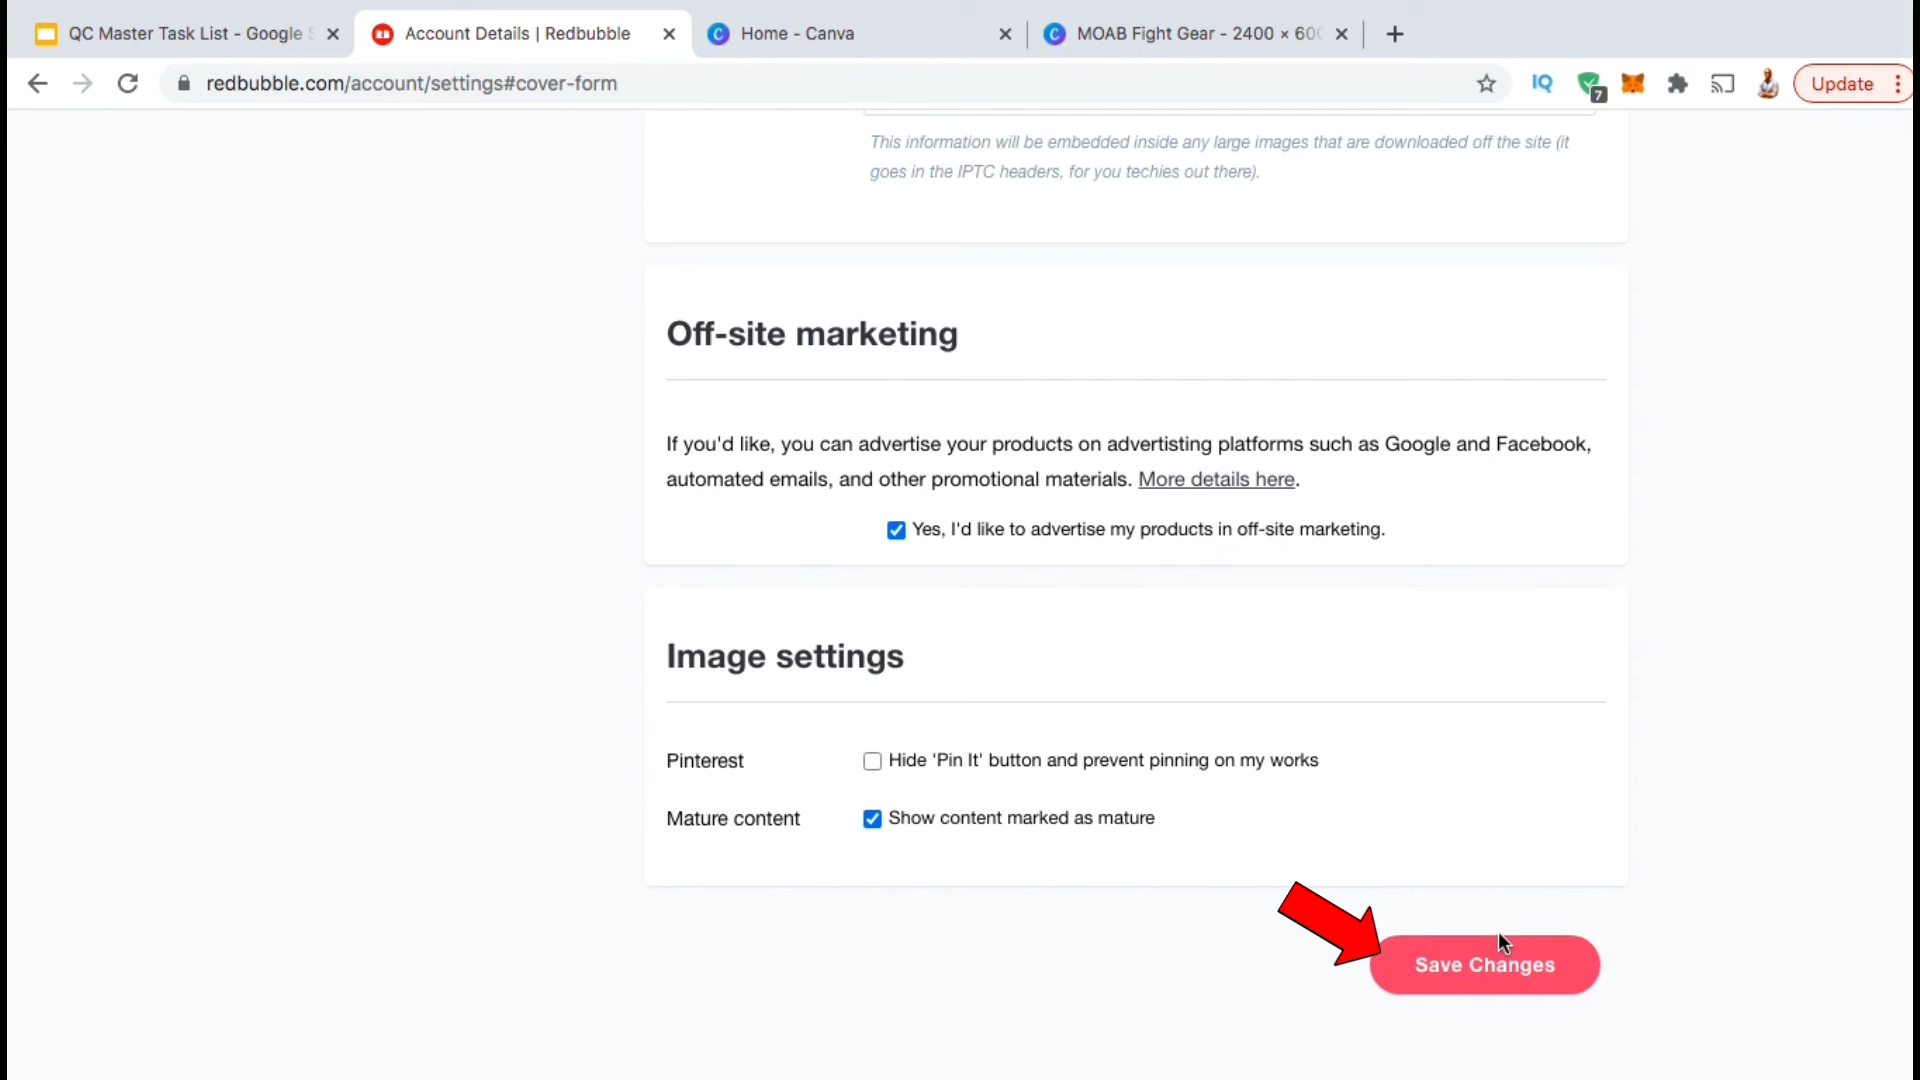 QC Master Task List - Google
Account Details | Redbubble
Home - Canva
MOAB Fight Gear - 2400 × 600
redbubble.com/account/settings#cover-form
IQ
7
Update
This information will be embedded inside any large images that are downloaded off the site (it
goes in the IPTC headers, for you techies out there).
Off-site marketing
If you'd like, you can advertise your products on advertisting platforms such as Google and Facebook,
automated emails, and other promotional materials. More details here.
Yes, I'd like to advertise my products in off-site marketing.
Image settings
Pinterest
Hide 'Pin It' button and prevent pinning on my works
Mature content
Show content marked as mature
Save Changes